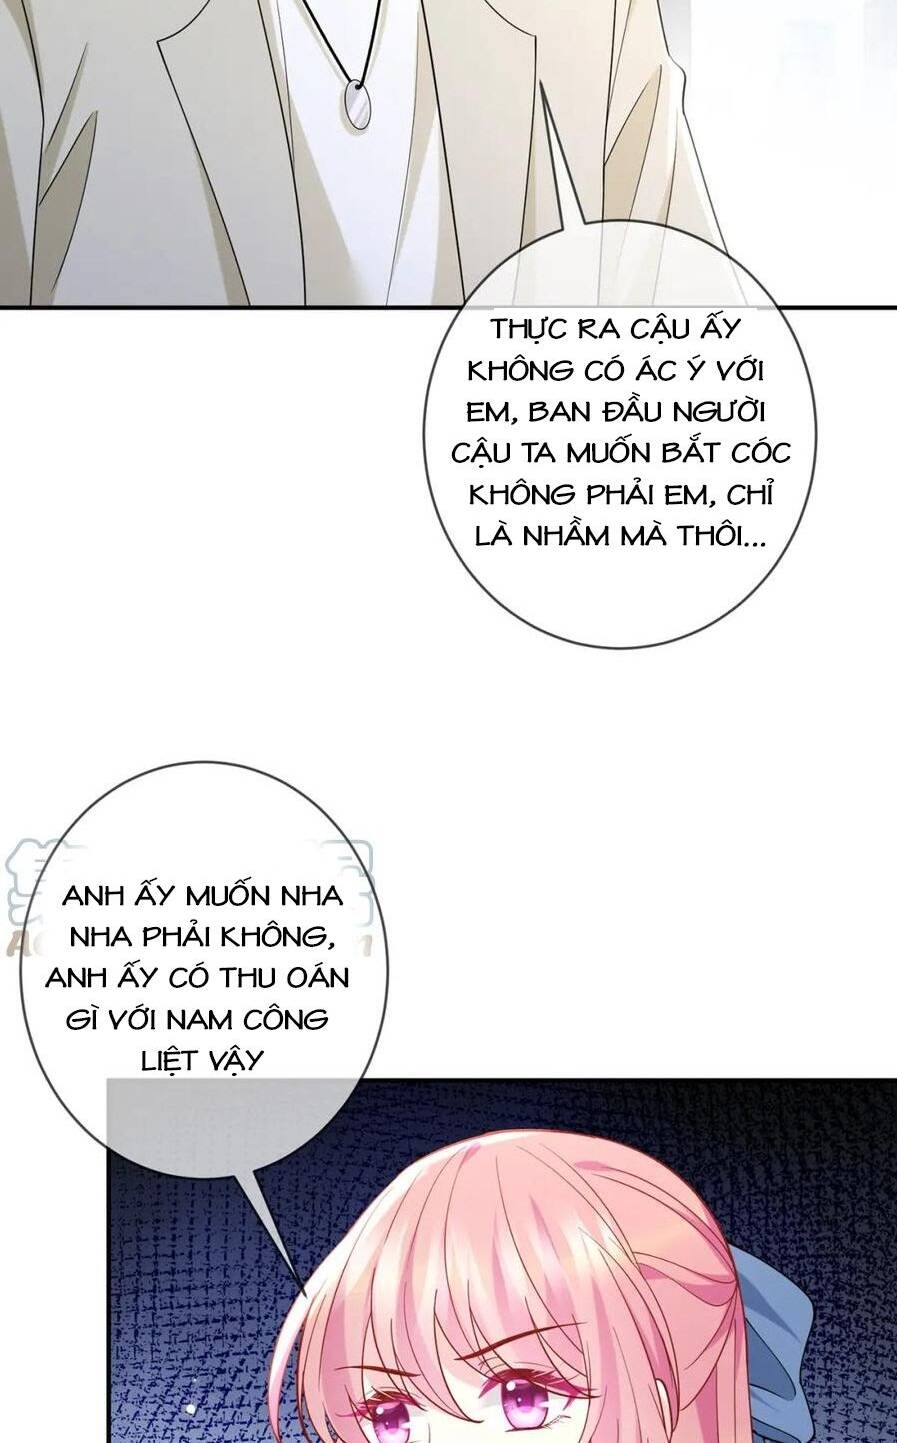 THỰC RA CẬU ẤY
KHÔNG CÓ ÁC Ý VỚI
EM, BAN ĐẦU NGƯỜI
CẬU TA MUỐN BẮT CÓC
KHÔNG PHẢI EM, CHỈ
LÀ NHẦM MÀ THÔI...
ANH ẤY MUỐN NHA
NHA PHẢI KHÔNG,
ANH ẤY CÓ THU OÁN
GÌ VỚI NAM CÔNG
LIỆT VẬY